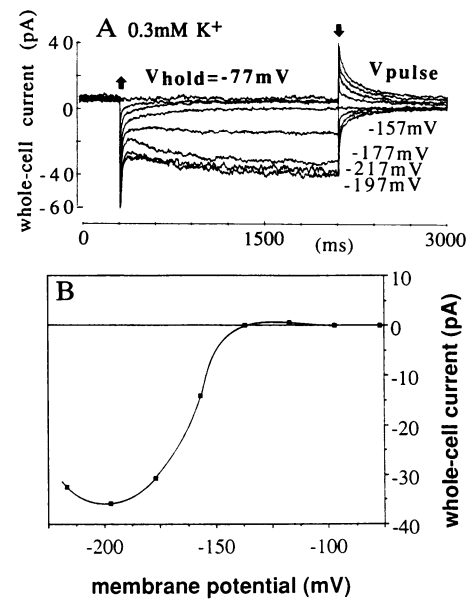 A 0.3mM K+
40
20
0
-20
-40
-60
whole-cell current (pA)
Vhold=-77mV
Vpulse
-157mV
-177mV
-217mV
-197mV
0 1500 (ms) 3000
B
10
0
-10
-20
-30
-40
whole-cell current (pA)
-200 -150 -100
membrane potential (mV)